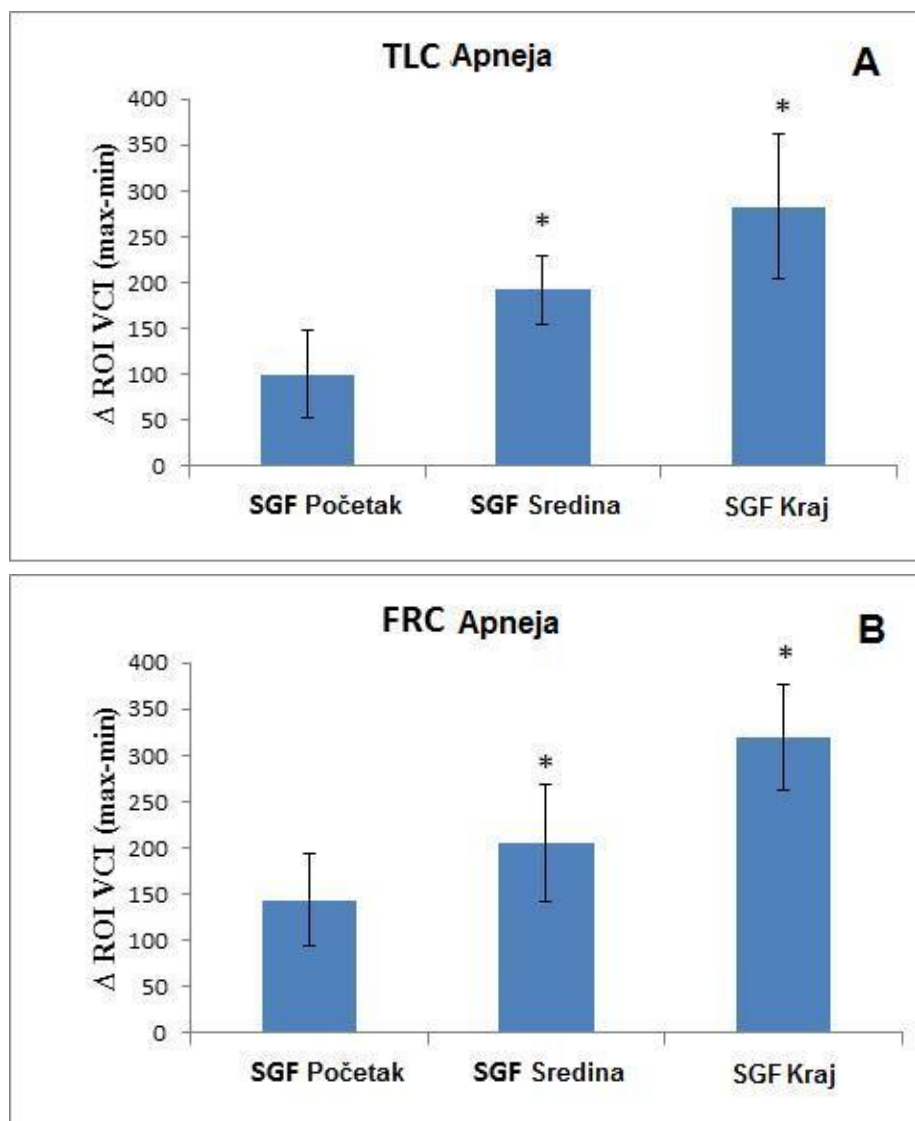 TLC Apneja
A
Δ ROI VCI (max-min)
400
350
300
250
200
150
100
50
0
*
*
SGF Početak
SGF Sredina
SGF Kraj
FRC Apneja
B
Δ ROI VCI (max-min)
400
350
300
250
200
150
100
50
0
*
*
SGF Početak
SGF Sredina
SGF Kraj